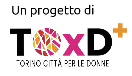 Un progetto di
TOxD+
TORINO CITTÀ PER LE DONNE